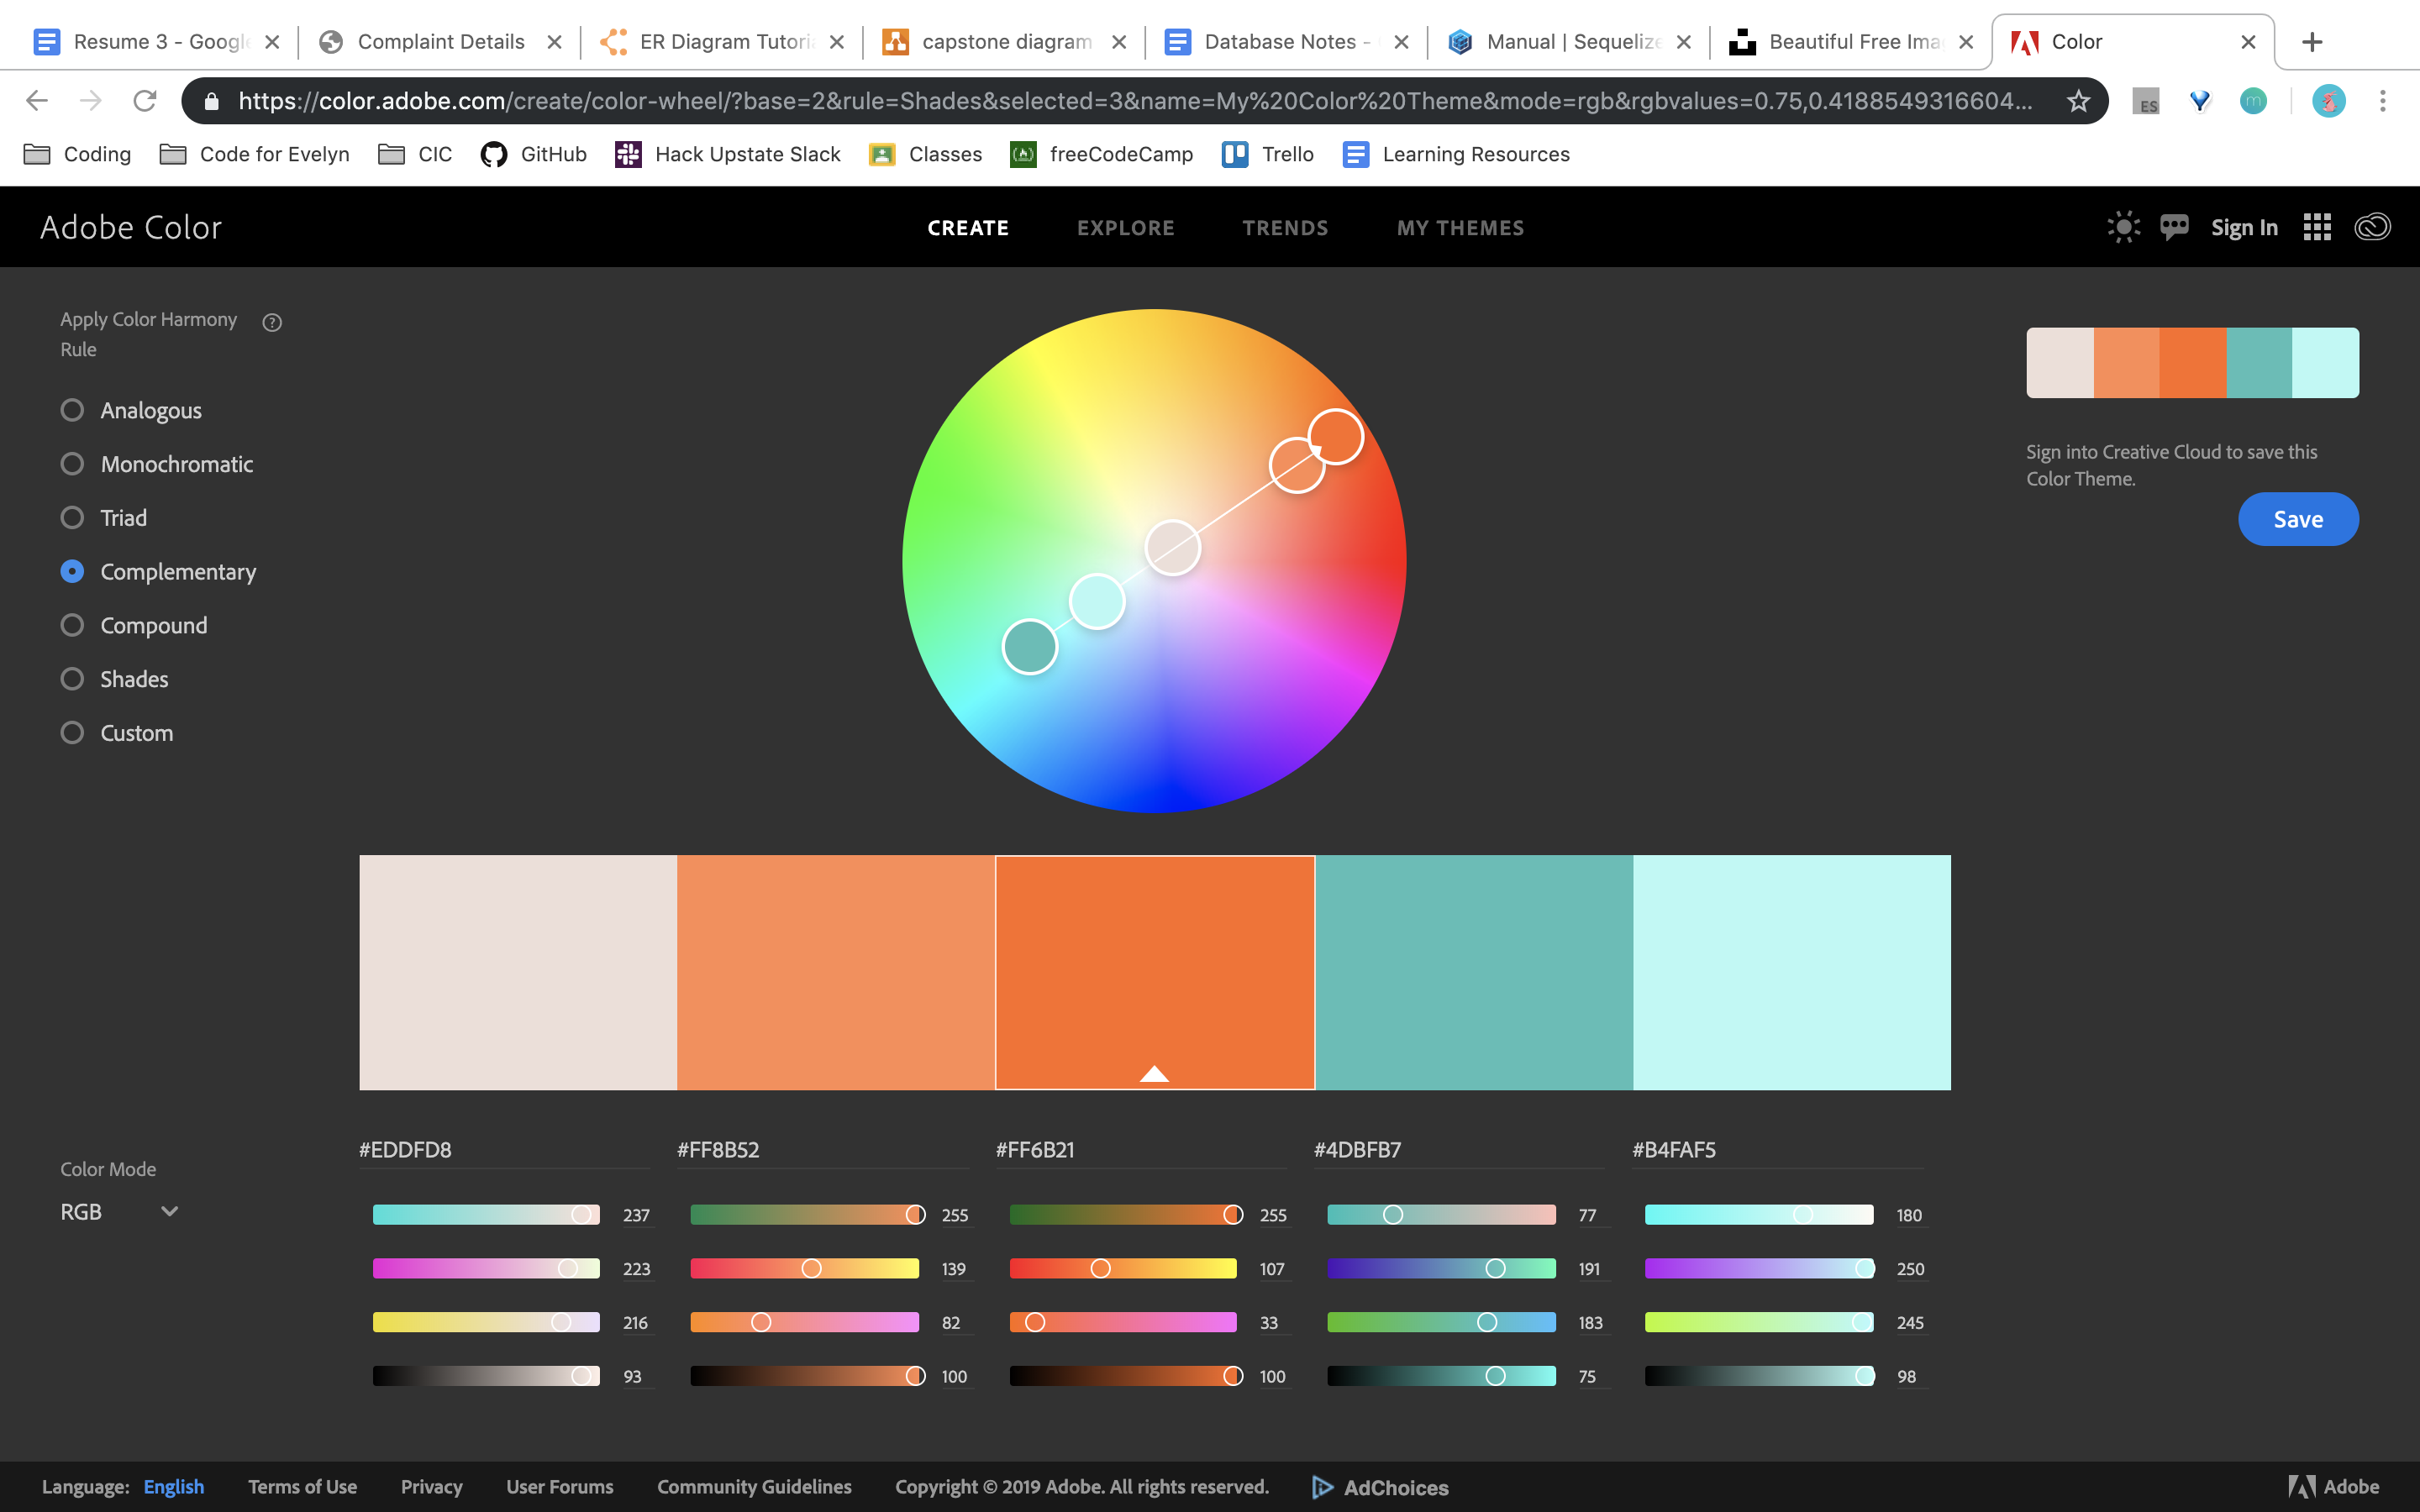 Resume 3 - Google
Complaint Details
ER Diagram Tutoria
capstone diagram
Database Notes -
Manual | Sequelize
Beautiful Free Ima
Color
https://color.adobe.com/create/color-wheel/?base=2&rule=Shades&selected=3&name=My%20Color%20Theme&mode=rgb&rgbvalues=0.75,0.4188549316604...
ES
m
Coding
Code for Evelyn
CIC
GitHub
Hack Upstate Slack
Classes
freeCodeCamp
Trello
Learning Resources
Adobe Color
CREATE
EXPLORE
TRENDS
MY THEMES
Sign In
Apply Color Harmony
Rule
?
Analogous
Monochromatic
Triad
Complementary
Compound
Shades
Custom
Sign into Creative Cloud to save this
Color Theme.
Save
Color Mode
RGB
#EDDFD8
#FF8B52
#FF6B21
#4DBFB7
#B4FAF5
237
255
255
77
180
223
139
107
191
250
216
82
33
183
245
93
100
100
75
98
Language: English
Terms of Use
Privacy
User Forums
Community Guidelines
Copyright © 2019 Adobe. All rights reserved.
AdChoices
Adobe